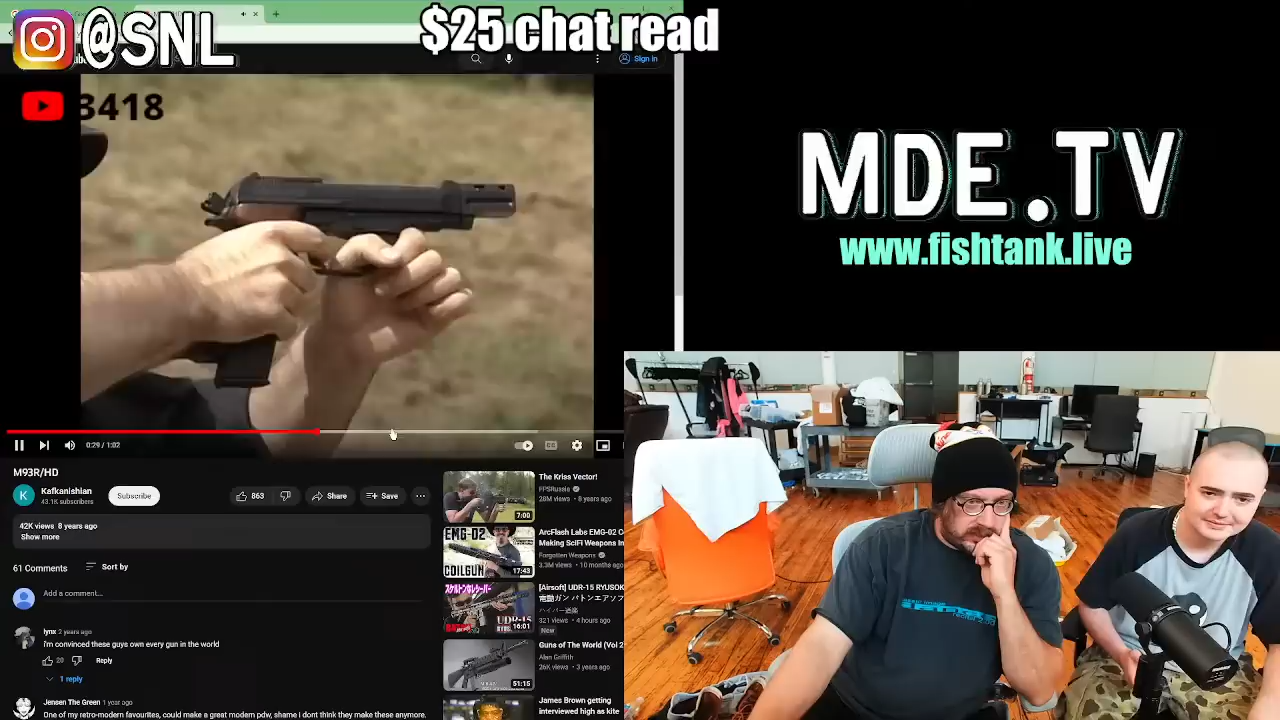 @SNL
$25 chat read
Sign in
3418
MDE.TV
www.fishtank.live
0:29 / 1:02
M93R/HD
Kafkanishian
43.1K subscribers
Subscribe
863
Share
Save
42K views 8 years ago
Show more
61 Comments
Sort by
Add a comment...
lynx 2 years ago
i'm convinced these guys own every gun in the world
20
Reply
1 reply
Jensen The Green 1 year ago
One of my retro-modern favourites, could make a great modern pdw, shame I dont think they make these anymore.
The Kriss Vector!
FPSRussia
28M views 8 years ago
7:00
EMG-02
COILGUN
17:43
ArcFlash Labs EMG-02
Making SciFi Weapons In
Forgotten Weapons
3.3M views 10 months ago
[Airsoft] UDR-15 RYUSOK
321 views 4 hours ago
New
UDR-15
16:01
Guns of The World (Vol 2
Alan Griffith
26K views 3 years ago
51:15
James Brown getting
interviewed high as kite